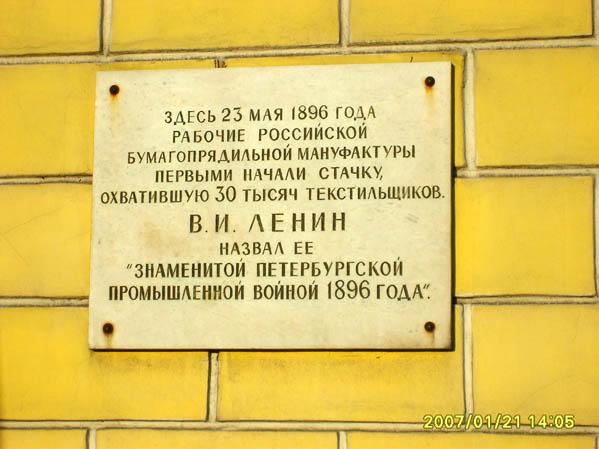 ЗДЕСЬ 23 МАЯ 1896 ГОДА
РАБОЧИЕ РОССИЙСКОЙ
БУМАГОПРЯДИЛЬНОЙ МАНУФАКТУРЫ
ПЕРВЫМИ НАЧАЛИ СТАЧКУ,
ОХВАТИВШУЮ 30 ТЫСЯЧ ТЕКСТИЛЬЩИКОВ.
В. И. ЛЕНИН
НАЗВАЛ ЕЕ
"ЗНАМЕНИТОЙ ПЕТЕРБУРГСКОЙ
ПРОМЫШЛЕННОЙ ВОЙНОЙ 1896 ГОДА".
2007/01/21 14:05